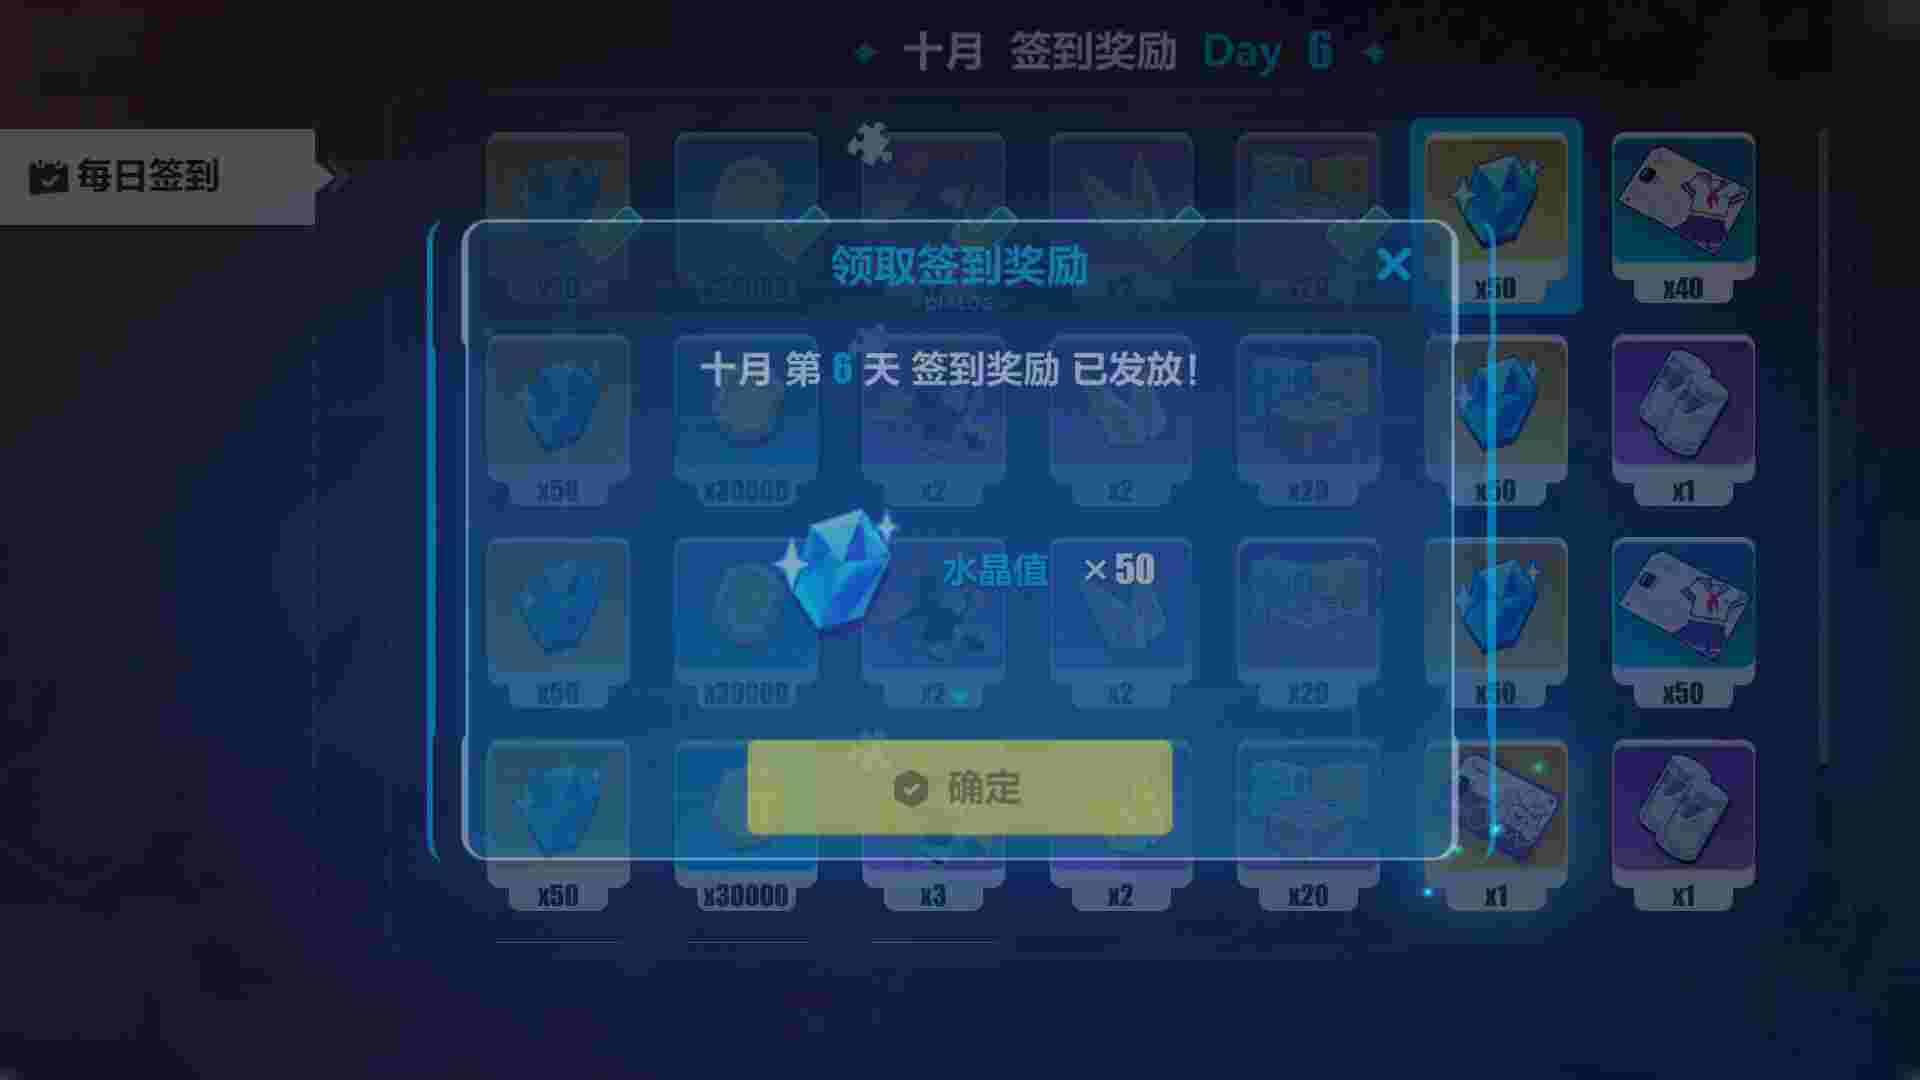 十月 签到奖励 Day 6
每日签到
x50 x40
领取签到奖励
DIALOG
十月 第 6 天 签到奖励 已发放!
x50 x30000 x2 x2 x20 x50 x1
水晶值 ×50
x50 x30000 x2 x2 x20 x50 x50
确定
x50 x30000 x3 x2 x20 x1 x1